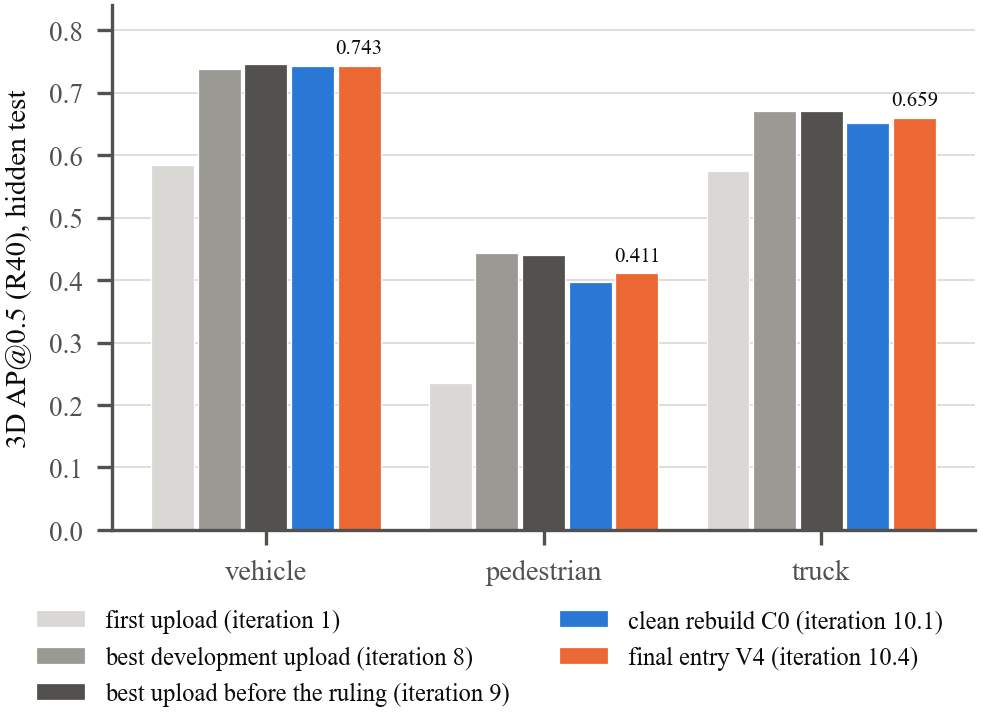 3D AP@0.5 (R40), hidden test
0.8
0.7
0.6
0.5
0.4
0.3
0.2
0.1
0.0
0.743
0.411
0.659
vehicle
pedestrian
truck
first upload (iteration 1)
best development upload (iteration 8)
best upload before the ruling (iteration 9)
clean rebuild C0 (iteration 10.1)
final entry V4 (iteration 10.4)